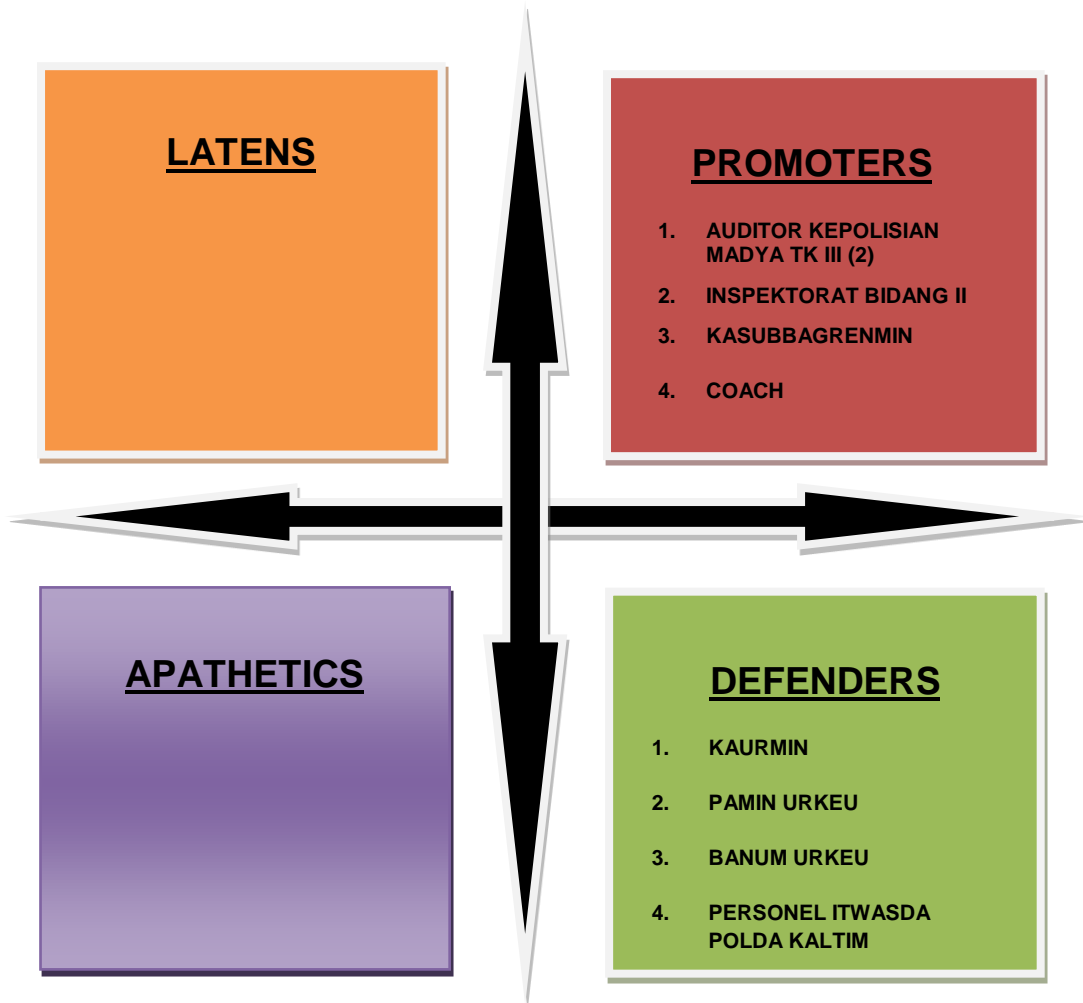 LATENS
PROMOTERS
1. AUDITOR KEPOLISIAN
MADYA TK III (2)
2. INSPEKTORAT BIDANG II
3. KASUBBAGRENMIN
4. COACH
APATHETICS
DEFENDERS
1. KAURMIN
2. PAMIN URKEU
3. BANUM URKEU
4. PERSONEL ITWASDA
POLDA KALTIM